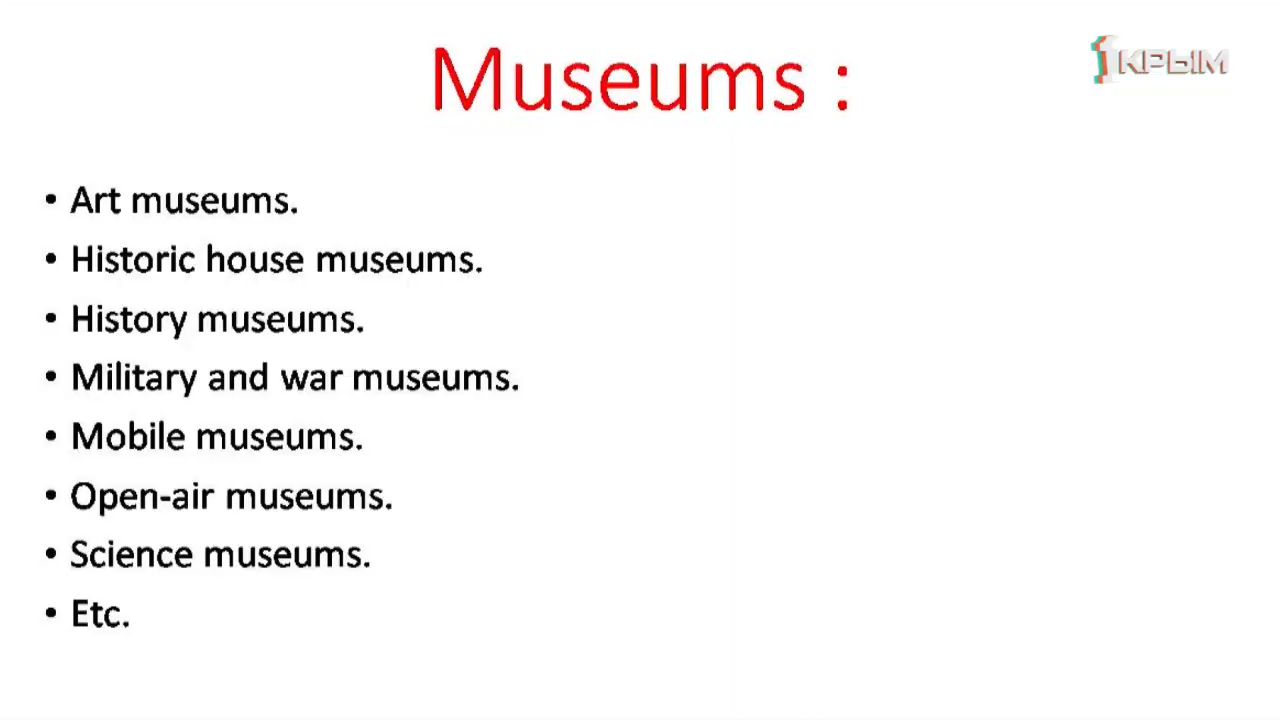 Museums :
1 КРЫМ
• Art museums.
• Historic house museums.
• History museums.
• Military and war museums.
• Mobile museums.
• Open-air museums.
• Science museums.
• Etc.